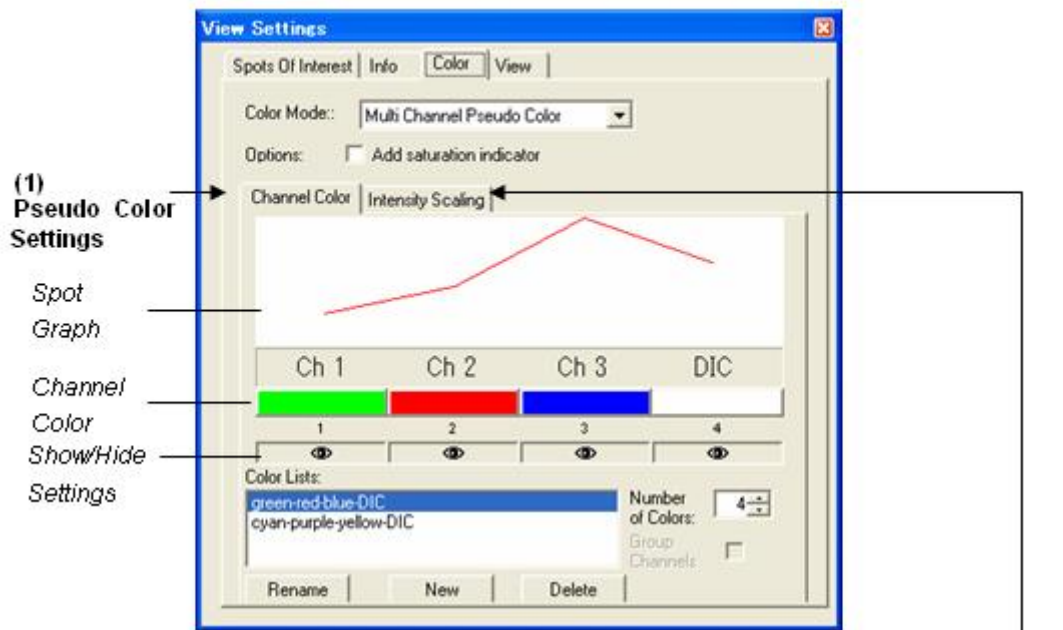 View Settings
Spots Of Interest Info Color View
Color Mode:: Multi Channel Pseudo Color
Options: Add saturation indicator
(1)
Pseudo Color
Settings
Channel Color Intensity Scaling
Spot
Graph
Ch 1 Ch 2 Ch 3 DIC
Channel
Color
1 2 3 4
Show/Hide
Settings
Color Lists:
green-red-blue-DIC
cyan-purple-yellow-DIC
Number
of Colors: 4
Group
Channels
Rename New Delete